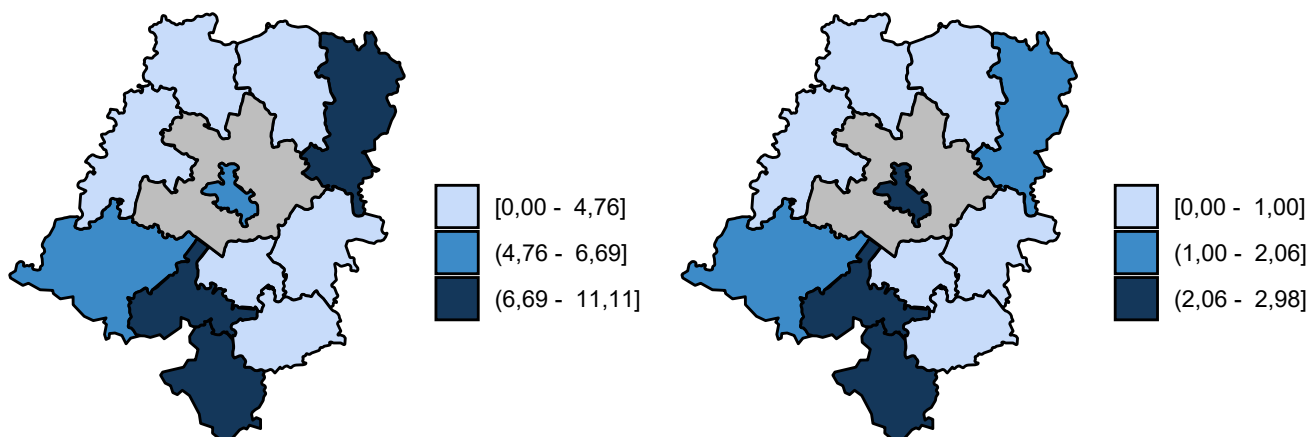 [0,00 - 4,76]
(4,76 - 6,69]
(6,69 - 11,11]
[0,00 - 1,00]
(1,00 - 2,06]
(2,06 - 2,98]